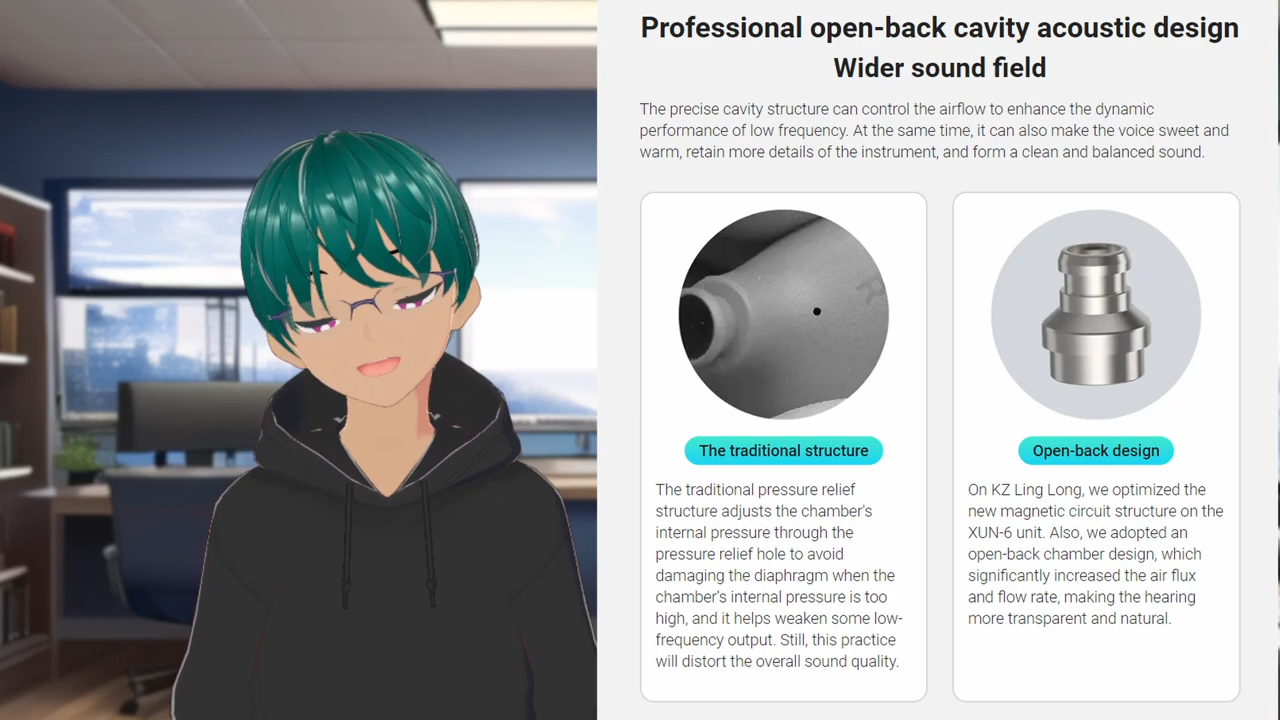 Professional open-back cavity acoustic design
Wider sound field
The precise cavity structure can control the airflow to enhance the dynamic
performance of low frequency. At the same time, it can also make the voice sweet and
warm, retain more details of the instrument, and form a clean and balanced sound.
R
The traditional structure
The traditional pressure relief
structure adjusts the chamber's
internal pressure through the
pressure relief hole to avoid
damaging the diaphragm when the
chamber's internal pressure is too
high, and it helps weaken some low-
frequency output. Still, this practice
will distort the overall sound quality.
Open-back design
On KZ Ling Long, we optimized the
new magnetic circuit structure on the
XUN-6 unit. Also, we adopted an
open-back chamber design, which
significantly increased the air flux
and flow rate, making the hearing
more transparent and natural.